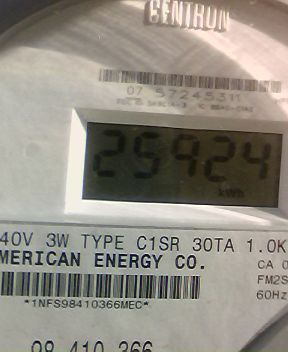 CENTRON
07 57245311
25924
kWh
40V 3W TYPE C1SR 30TA 1.0K
MERICAN ENERGY CO.
CA 0
FM2S
60Hz
*1NFS98410366MEC*
98 410 366